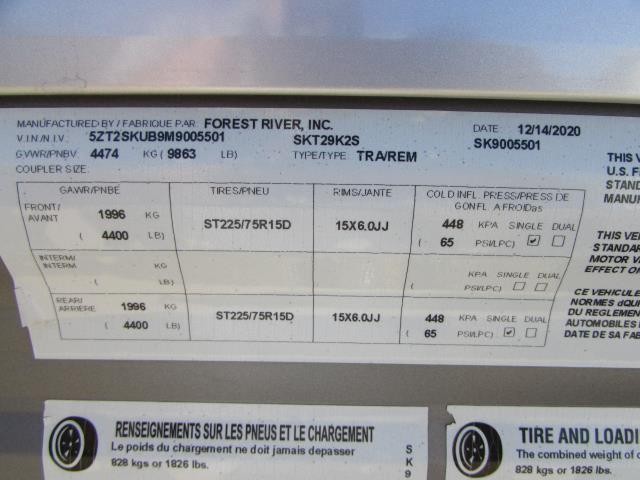 MANUFACTURED BY / FABRIQUE PAR: FOREST RIVER, INC. DATE: 12/14/2020
V.I.N./N.I.V.: 5ZT2SKUB9M9005501 SKT29K2S SK9005501
GVWR/PNBV: 4474 KG ( 9863 LB) TYPE/TYPE: TRA/REM
COUPLER SIZE:
GAWR/PNBE TIRES/PNEU RIMS/JANTE COLD INFL. PRESS/PRESS DE
GONFL. A FROIDas
FRONT/
AVANT 1996 KG ST225/75R15D 15X6.0JJ 448 KPA SINGLE DUAL
( 4400 LB) ( 65 PSI/LPC)
INTERM/
INTERM KG KPA SINGLE DUAL
( LB) ( PSI/LPC)
REAR/
ARRIÈRE 1996 KG ST225/75R15D 15X6.0JJ 448 KPA SINGLE DUAL
( 4400 LB) ( 65 PSI/LPC)
THIS V
U.S. F
STAND
MANUF
THIS VE
STANDAR
MOTOR V
EFFECT O
CE VEHICULE
NORMES dQUI
DU REGLEME
AUTOMOBILES
DATE DE SA FAB
RENSEIGNEMENTS SUR LES PNEUS ET LE CHARGEMENT
Le poids du chargement ne doit jamais depasser
828 kgs or 1826 lbs.
S
K
9
TIRE AND LOADI
The combined weight of c
828 kgs or 1826 lbs.